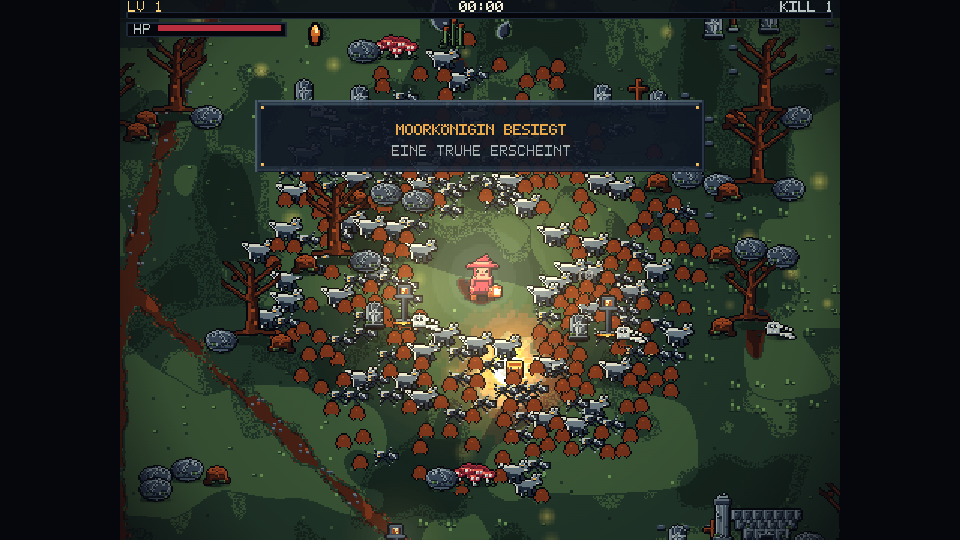 LV 1
00:00
KILL 1
HP
MOORKÖNIGIN BESIEGT
EINE TRUHE ERSCHEINT